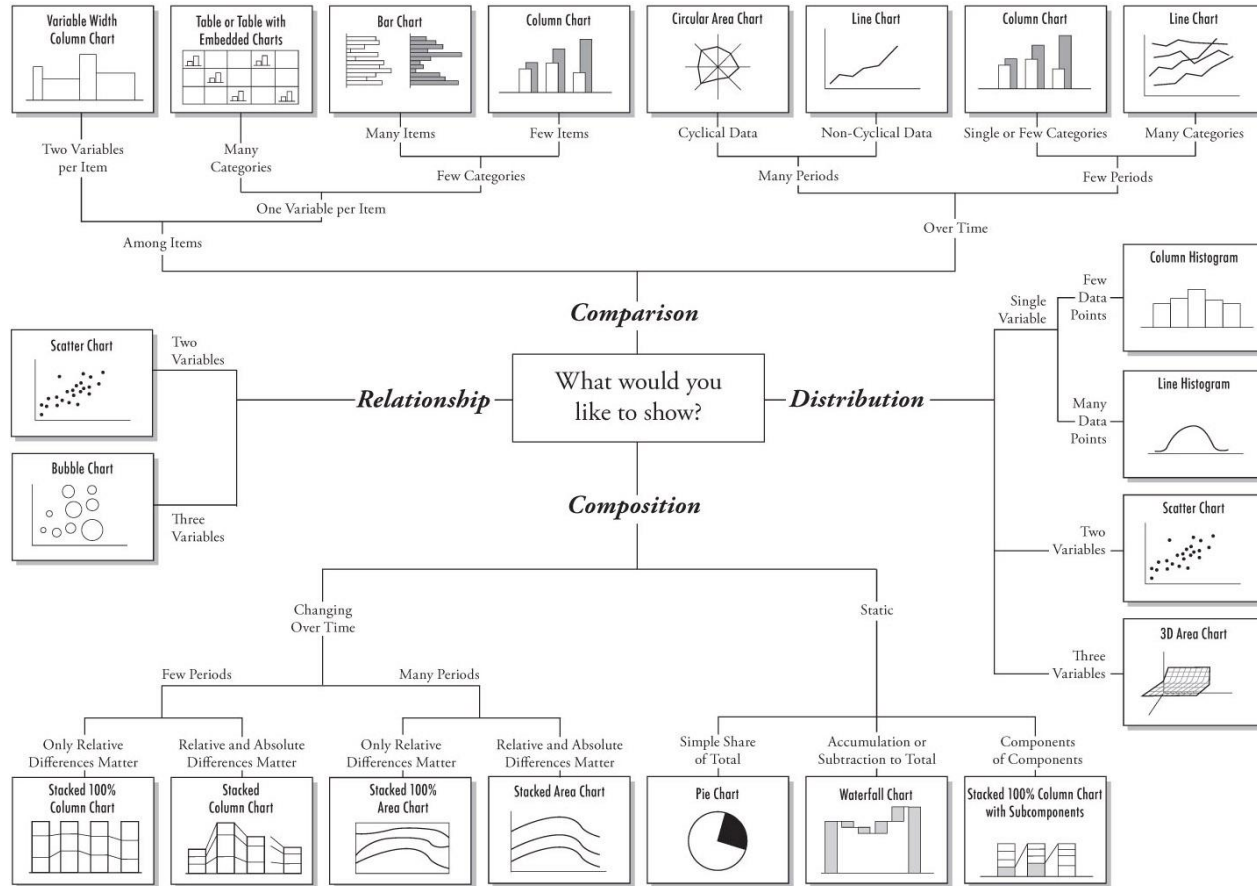 Variable Width
Column Chart
Table or Table with
Embedded Charts
Bar Chart
Column Chart
Circular Area Chart
Line Chart
Column Chart
Line Chart
Two Variables
per Item
Many
Categories
Many Items
Few Items
Cyclical Data
Non-Cyclical Data
Single or Few Categories
Many Categories
Few Categories
Many Periods
Few Periods
One Variable per Item
Among Items
Over Time
Comparison
What would you
like to show?
Relationship
Two
Variables
Scatter Chart
Three
Variables
Bubble Chart
Distribution
Single
Variable
Few
Data
Points
Column Histogram
Many
Data
Points
Line Histogram
Two
Variables
Scatter Chart
Three
Variables
3D Area Chart
Composition
Changing
Over Time
Static
Few Periods
Many Periods
Only Relative
Differences Matter
Relative and Absolute
Differences Matter
Only Relative
Differences Matter
Relative and Absolute
Differences Matter
Simple Share
of Total
Accumulation or
Subtraction to Total
Components
of Components
Stacked 100%
Column Chart
Stacked
Column Chart
Stacked 100%
Area Chart
Stacked Area Chart
Pie Chart
Waterfall Chart
Stacked 100% Column Chart
with Subcomponents